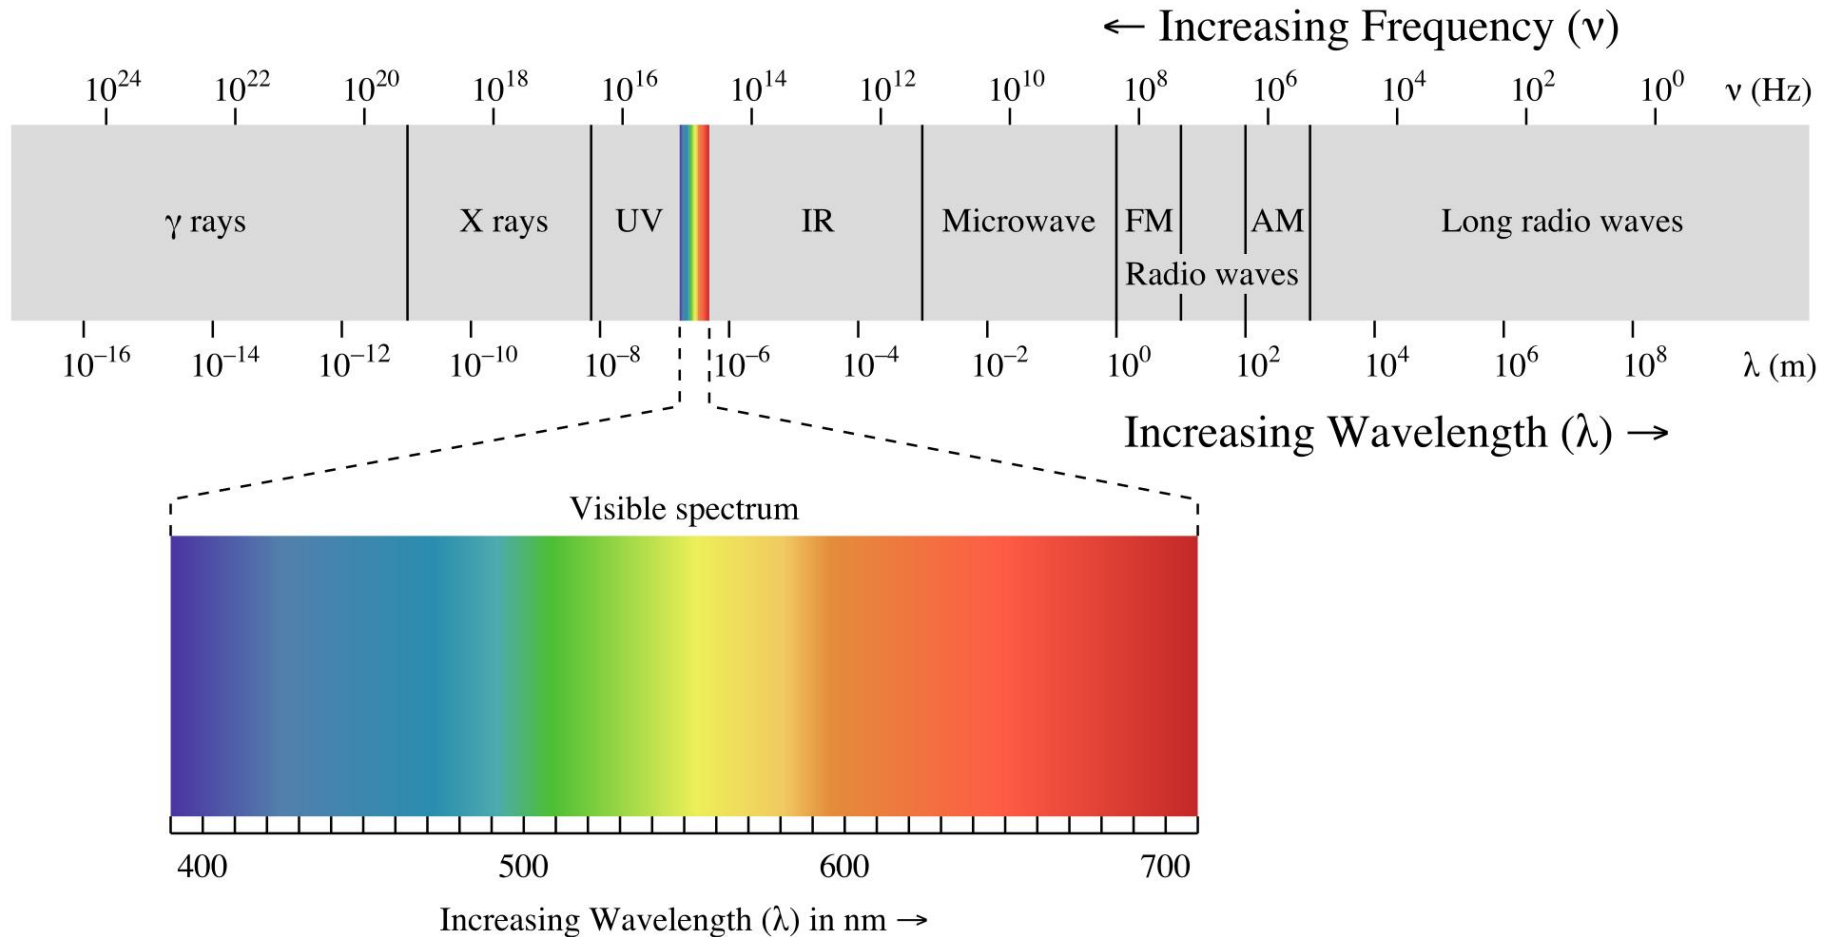 ← Increasing Frequency (ν)
10²⁴ 10²² 10²⁰ 10¹⁸ 10¹⁶ 10¹⁴ 10¹² 10¹⁰ 10⁸ 10⁶ 10⁴ 10² 10⁰ ν (Hz)
γ rays X rays UV IR Microwave FM AM Long radio waves
Radio waves
10⁻¹⁶ 10⁻¹⁴ 10⁻¹² 10⁻¹⁰ 10⁻⁸ 10⁻⁶ 10⁻⁴ 10⁻² 10⁰ 10² 10⁴ 10⁶ 10⁸ λ (m)
Increasing Wavelength (λ) →
Visible spectrum
400 500 600 700
Increasing Wavelength (λ) in nm →